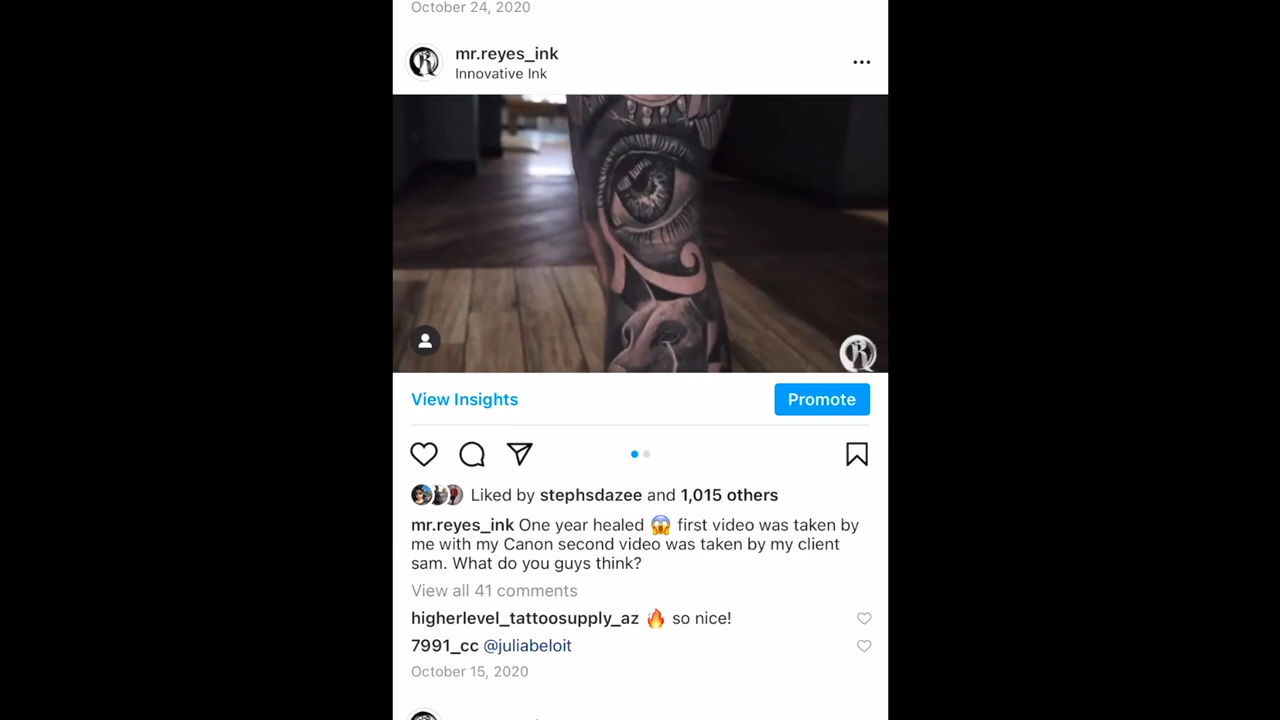 October 24, 2020
mr.reyes_ink
Innovative Ink
R
View Insights
Promote
Liked by stephsdazee and 1,015 others
mr.reyes_ink One year healed 😱 first video was taken by
me with my Canon second video was taken by my client
sam. What do you guys think?
View all 41 comments
higherlevel_tattoosupply_az 🔥 so nice!
7991_cc @juliabeloit
October 15, 2020